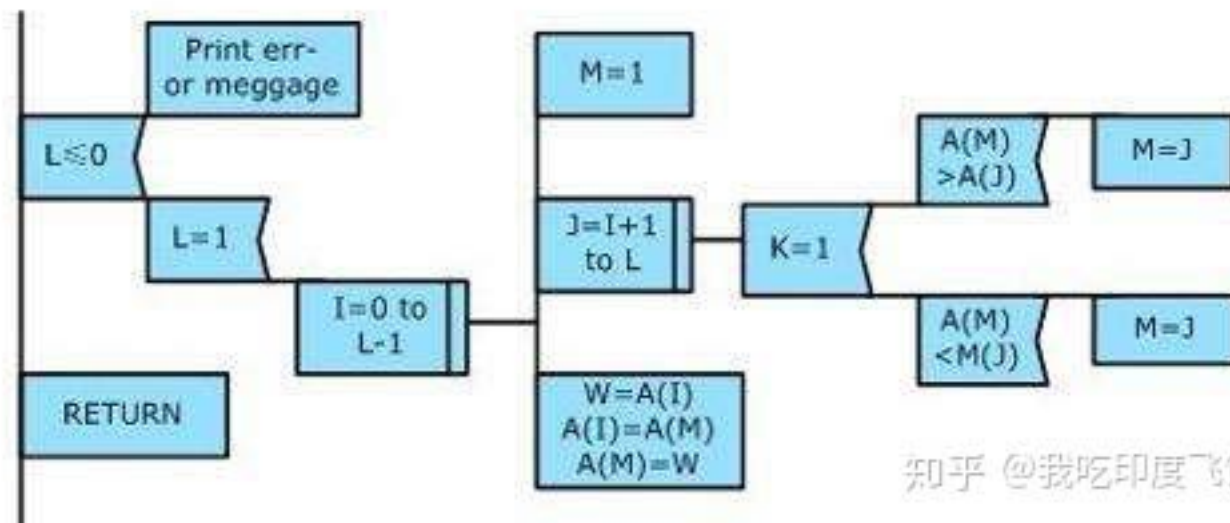 Print err-
or meggage
L≤0
L=1
I=0 to
L-1
RETURN
M=1
J=I+1
to L
W=A(I)
A(I)=A(M)
A(M)=W
K=1
A(M)
>A(J)
M=J
A(M)
<M(J)
M=J
知乎 @我吃印度飞